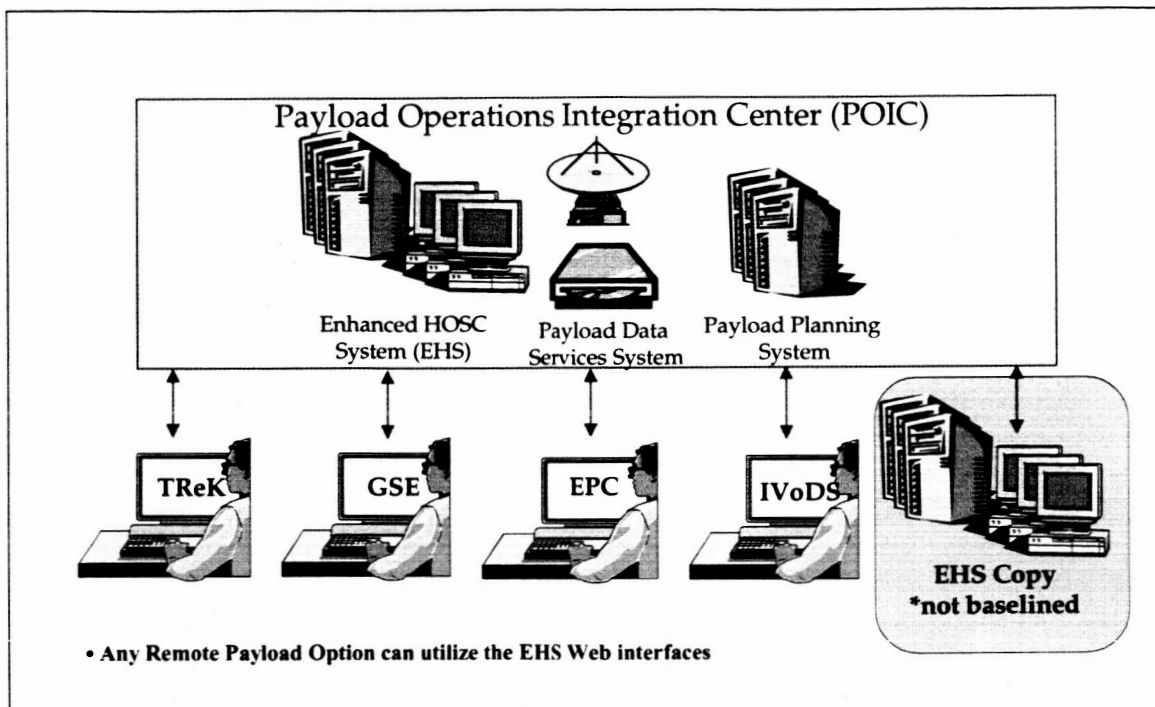 Payload Operations Integration Center (POIC)
Enhanced HOSC
System (EHS)
Payload Data
Services System
Payload Planning
System
TReK
GSE
EPC
IVoDS
EHS Copy
*not baselined
• Any Remote Payload Option can utilize the EHS Web interfaces